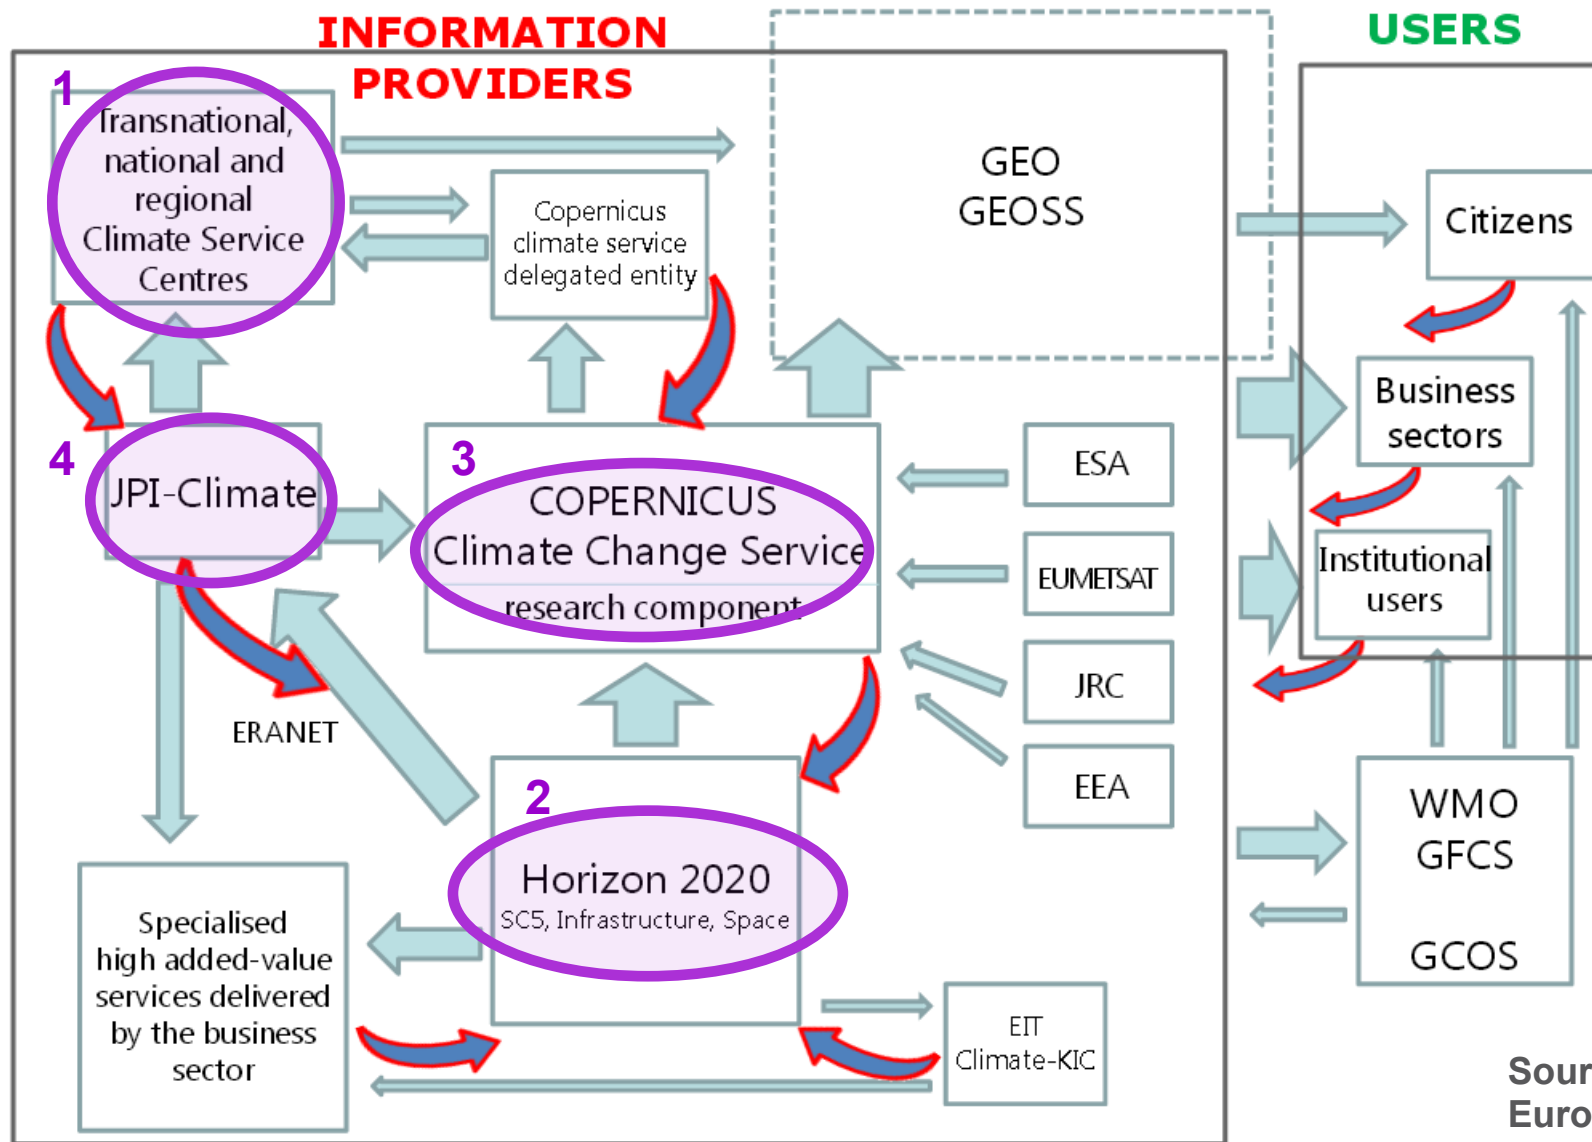 INFORMATION
PROVIDERS
USERS
1
Transnational,
national and
regional
Climate Service
Centres
Copernicus
climate service
delegated entity
GEO
GEOSS
Citizens
Business
sectors
Institutional
users
4
JPI-Climate
3
COPERNICUS
Climate Change Service
research component
ESA
EUMETSAT
JRC
EEA
ERANET
2
Horizon 2020
SC5, Infrastructure, Space
WMO
GFCS
GCOS
Specialised
high added-value
services delivered
by the business
sector
EIT
Climate-KIC
Sour
Euro